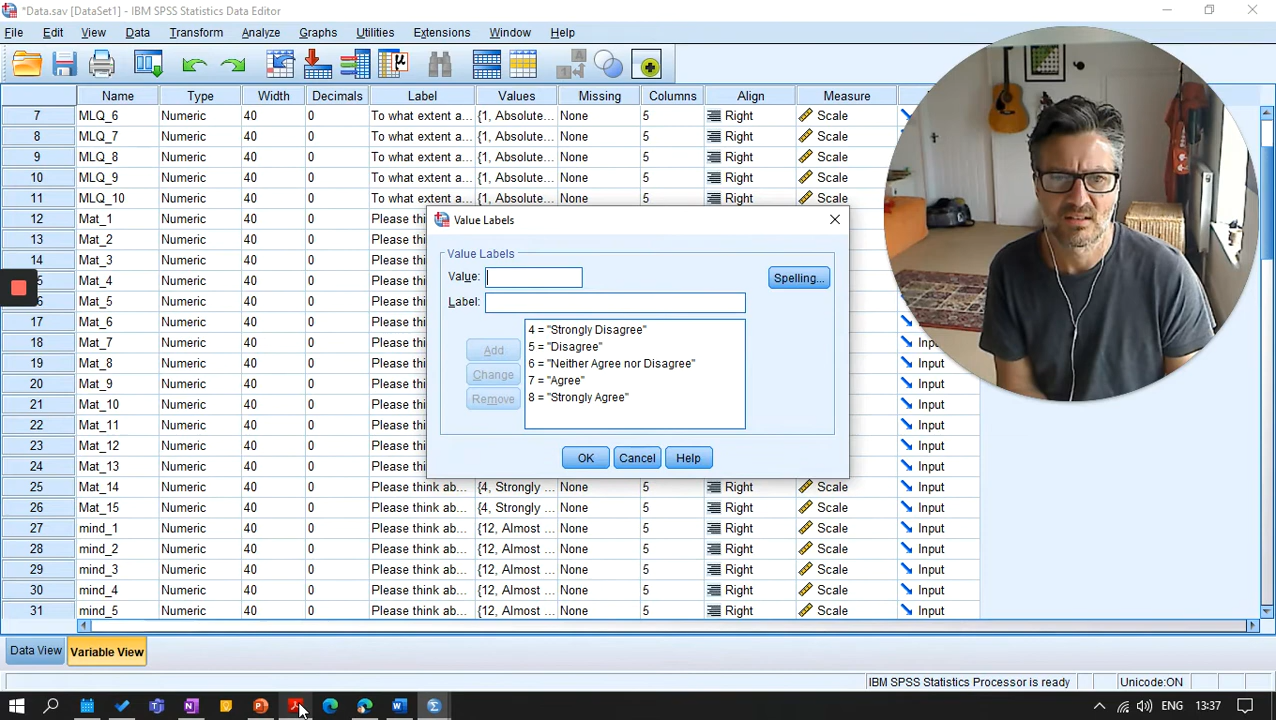 *Data.sav [DataSet1] - IBM SPSS Statistics Data Editor
File Edit View Data Transform Analyze Graphs Utilities Extensions Window Help
Name Type Width Decimals Label Values Missing Columns Align Measure
7 MLQ_6 Numeric 40 0 To what extent a... {1, Absolute... None 5 Right Scale
8 MLQ_7 Numeric 40 0 To what extent a... {1, Absolute... None 5 Right Scale
9 MLQ_8 Numeric 40 0 To what extent a... {1, Absolute... None 5 Right Scale
10 MLQ_9 Numeric 40 0 To what extent a... {1, Absolute... None 5 Right Scale
11 MLQ_10 Numeric 40 0 To what extent a... {1, Absolute... None 5 Right Scale
12 Mat_1 Numeric 40 0 Please
13 Mat_2 Numeric 40 0 Please
14 Mat_3 Numeric 40 0 Please
5 Mat_4 Numeric 40 0 Please
6 Mat_5 Numeric 40 0 Please
17 Mat_6 Numeric 40 0 Please
18 Mat_7 Numeric 40 0 Please Input
19 Mat_8 Numeric 40 0 Please Input
20 Mat_9 Numeric 40 0 Please Input
21 Mat_10 Numeric 40 0 Please Input
22 Mat_11 Numeric 40 0 Please Input
23 Mat_12 Numeric 40 0 Please Input
24 Mat_13 Numeric 40 0 Please Input
25 Mat_14 Numeric 40 0 Please ab... {4, Strongly ... None 5 Right Scale Input
26 Mat_15 Numeric 40 0 Please think ab... {4, Strongly ... None 5 Right Scale Input
27 mind_1 Numeric 40 0 Please think ab... {12, Almost ... None 5 Right Scale Input
28 mind_2 Numeric 40 0 Please think ab... {12, Almost ... None 5 Right Scale Input
29 mind_3 Numeric 40 0 Please think ab... {12, Almost ... None 5 Right Scale Input
30 mind_4 Numeric 40 0 Please think ab... {12, Almost ... None 5 Right Scale Input
31 mind_5 Numeric 40 0 Please think ab... {12, Almost ... None 5 Right Scale Input
Value Labels
Value Labels
Value:
Spelling...
Label:
4 = "Strongly Disagree"
5 = "Disagree"
6 = "Neither Agree nor Disagree"
7 = "Agree"
8 = "Strongly Agree"
Add
Change
Remove
OK Cancel Help
Data View Variable View
IBM SPSS Statistics Processor is ready Unicode:ON
ENG 13:37